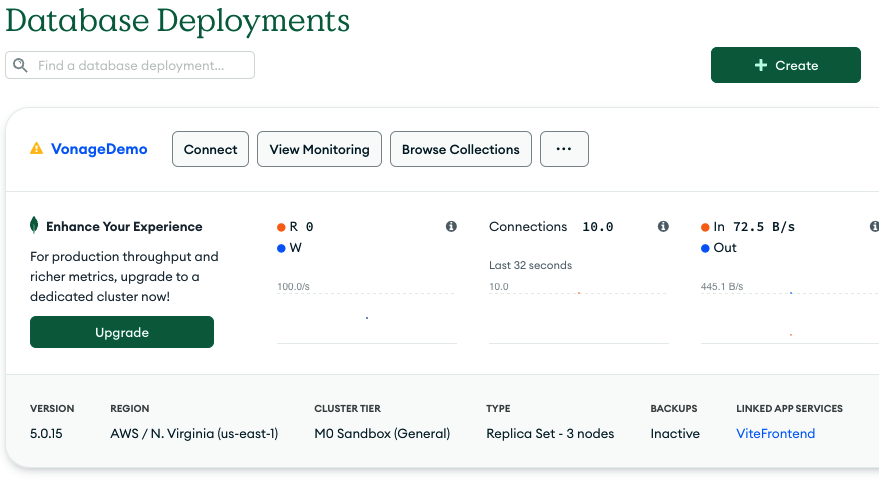 Database Deployments
Find a database deployment...
+ Create
VonageDemo
Connect
View Monitoring
Browse Collections
...
Enhance Your Experience
For production throughput and
richer metrics, upgrade to a
dedicated cluster now!
Upgrade
R 0
W
100.0/s
Connections 10.0
Last 32 seconds
10.0
In 72.5 B/s
Out
445.1 B/s
VERSION
5.0.15
REGION
AWS / N. Virginia (us-east-1)
CLUSTER TIER
M0 Sandbox (General)
TYPE
Replica Set - 3 nodes
BACKUPS
Inactive
LINKED APP SERVICES
ViteFrontend